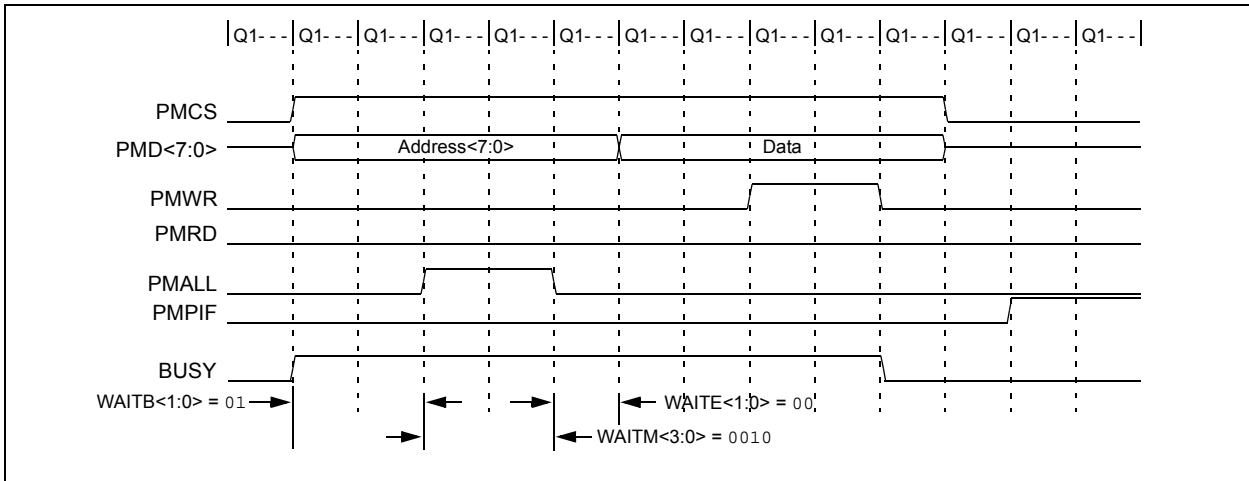 Q1- - - Q1- - - Q1- - - Q1- - - Q1- - - Q1- - - Q1- - - Q1- - - Q1- - - Q1- - - Q1- - - Q1- - - Q1- - - Q1- - -
PMCS
PMD<7:0> Address<7:0> Data
PMWR
PMRD
PMALL
PMPIF
BUSY
WAITB<1:0> = 01 WAITE<1:0> = 00
WAITM<3:0> = 0010